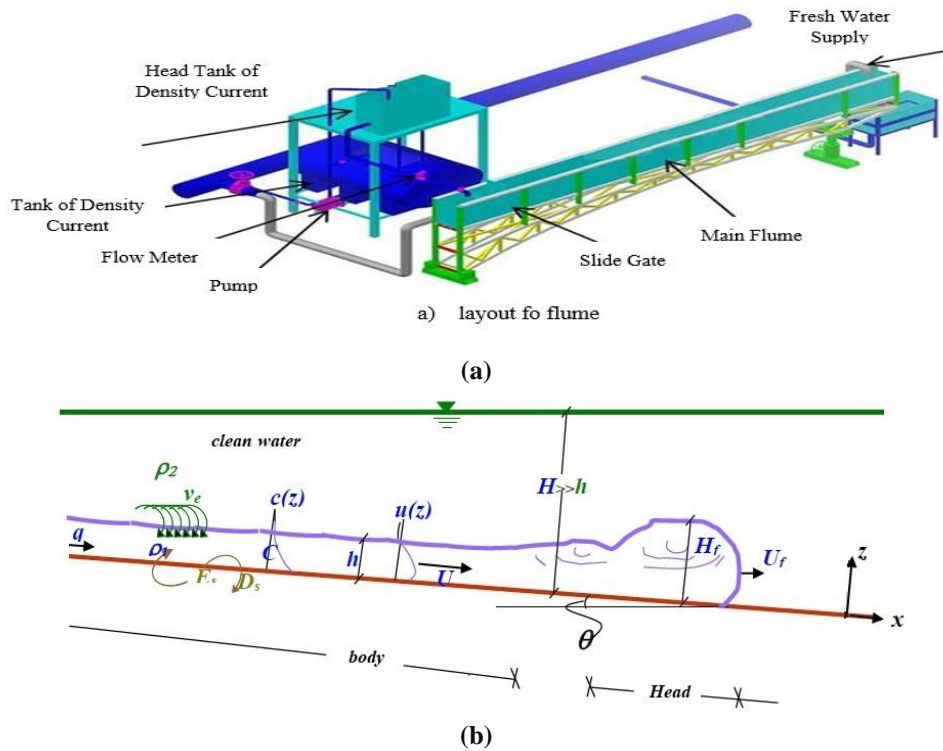 Fresh Water
Supply
Head Tank of
Density Current
Tank of Density
Current
Flow Meter
Pump
Main Flume
Slide Gate
a) layout fo flume
(a)
clean water
ρ2
ve
c(z)
u(z)
H>>h
q
ρ1
C
h
U
Hf
Uf
z
Ds
x
θ
body
Head
(b)